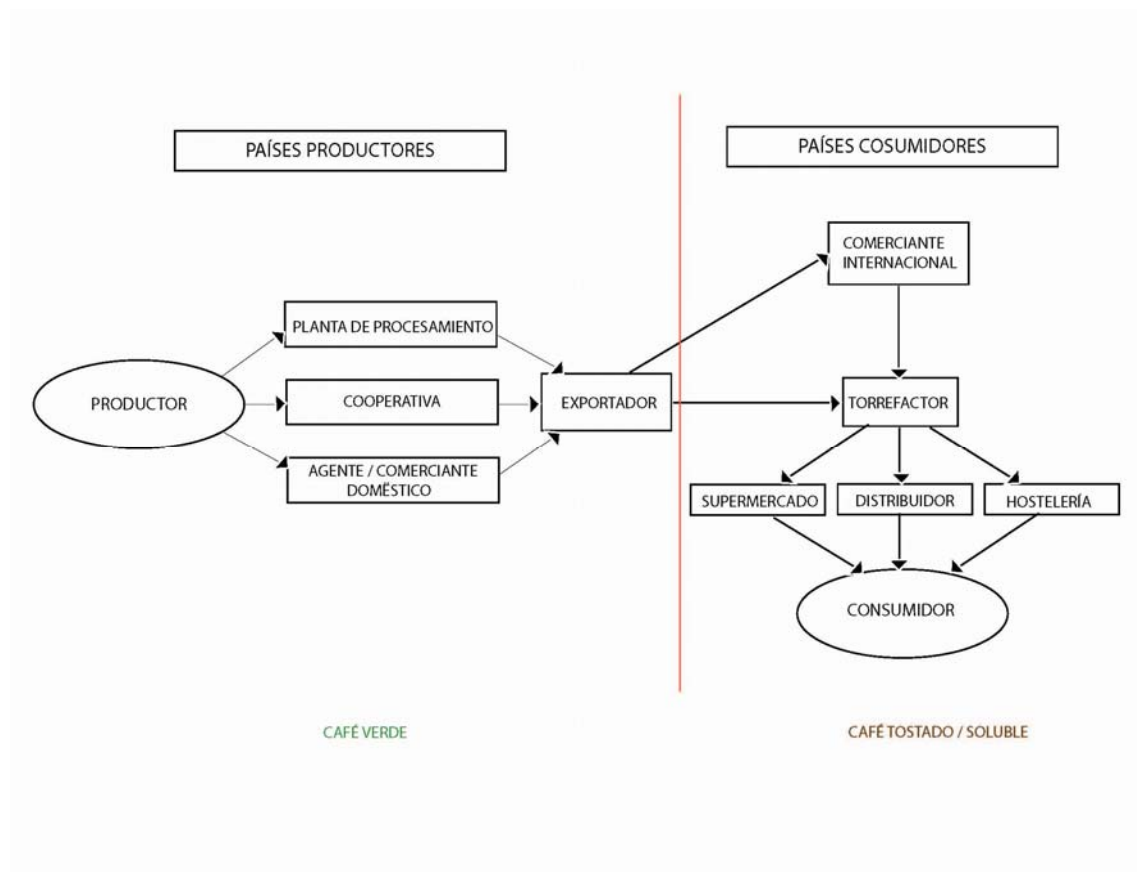 PAÍSES PRODUCTORES
PAÍSES COSUMIDORES
COMERCIANTE
INTERNACIONAL
PLANTA DE PROCESAMIENTO
PRODUCTOR
COOPERATIVA
EXPORTADOR
TORREFACTOR
AGENTE / COMERCIANTE
DOMËSTICO
SUPERMERCADO
DISTRIBUIDOR
HOSTELERÍA
CONSUMIDOR
CAFÉ VERDE
CAFÉ TOSTADO / SOLUBLE